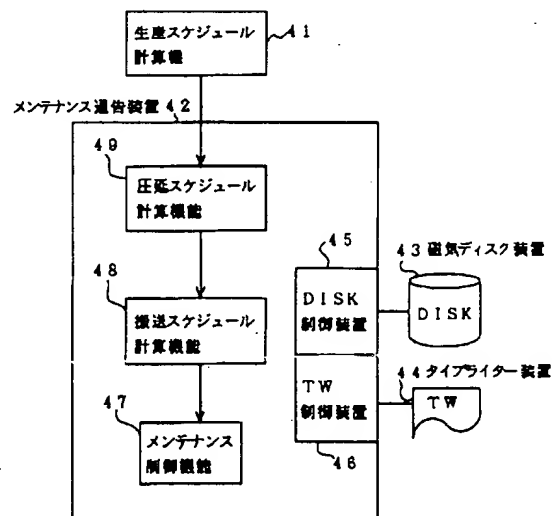 生産スケジュール
計算機
41
メンテナンス通告装置42
49
圧延スケジュール
計算機能
48
搬送スケジュール
計算機能
47
メンテナンス
制御機能
45
DISK
制御装置
43 磁気ディスク装置
DISK
44 タイプライター装置
TW
制御装置
TW
46